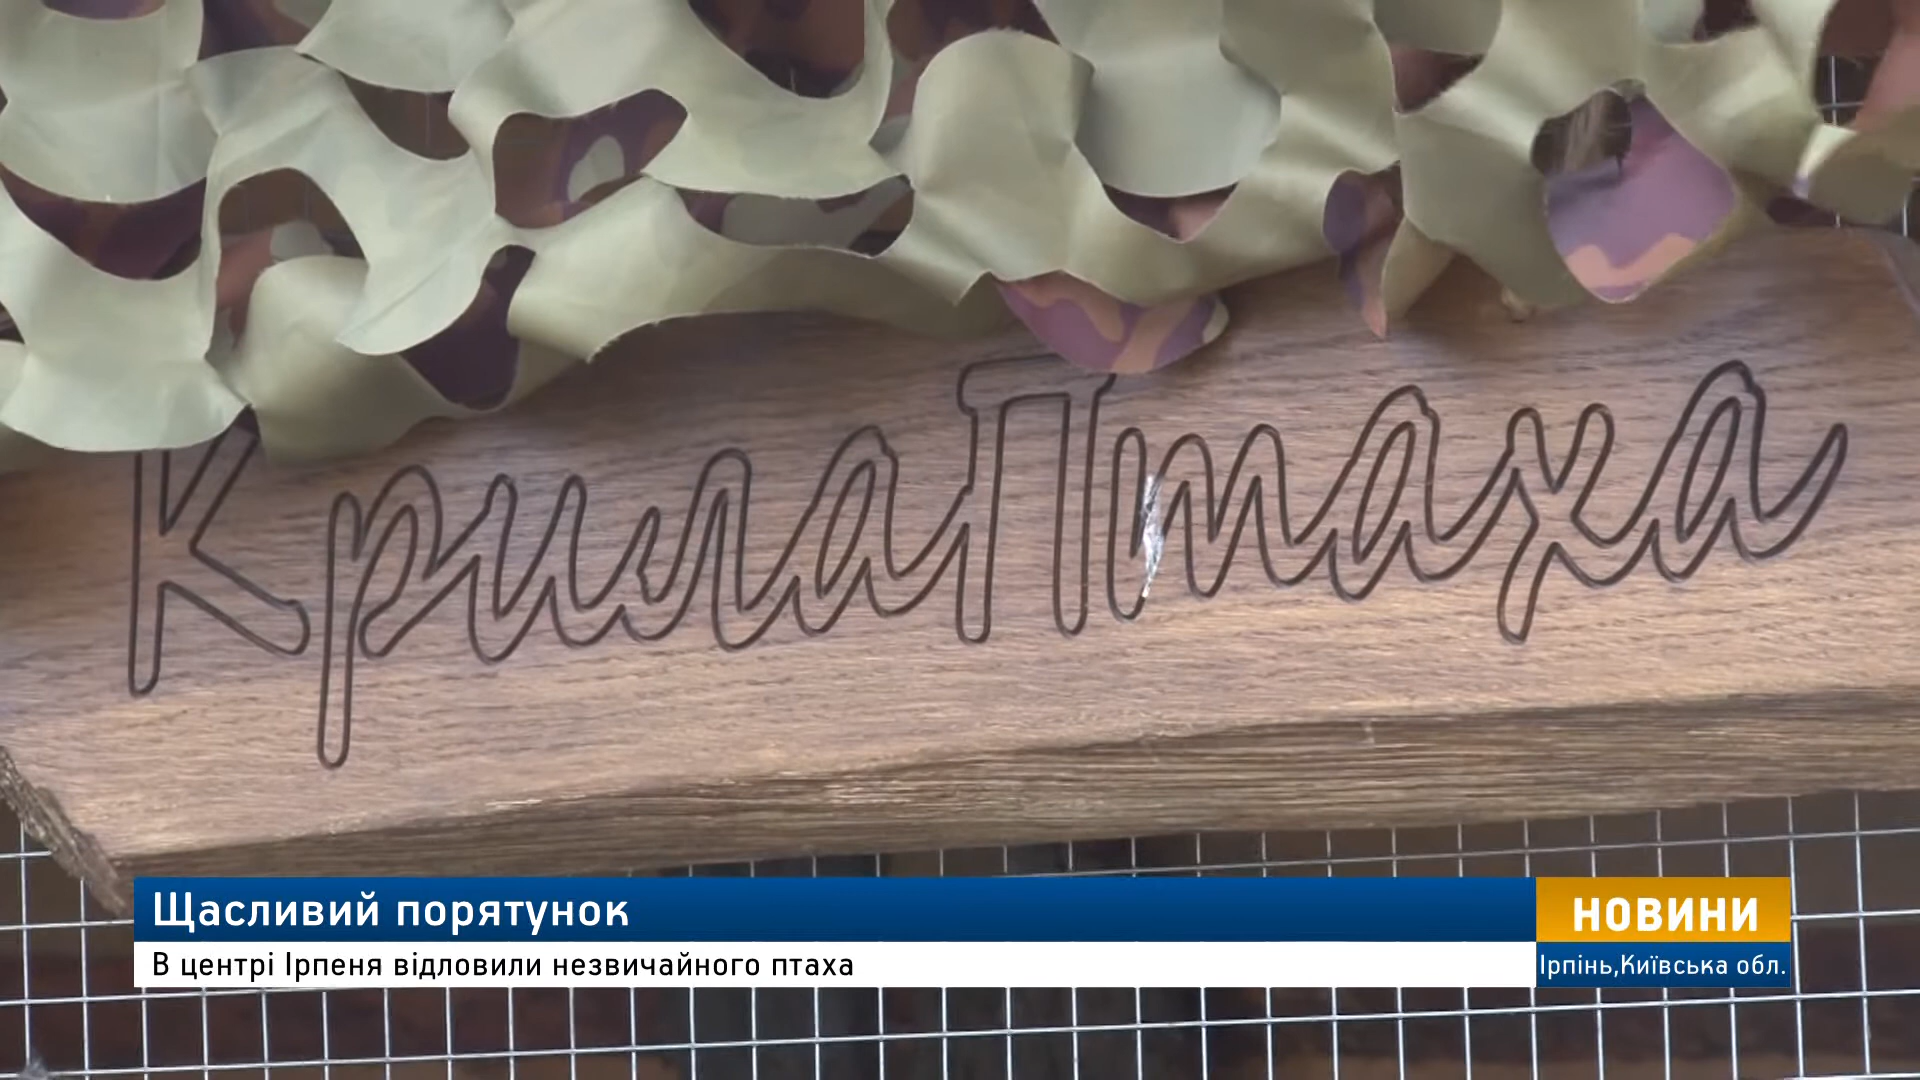 КрилаПтаха
Щасливий порятунок
НОВИНИ
В центрі Ірпеня відловили незвичайного птаха
Ірпінь,Київська обл.